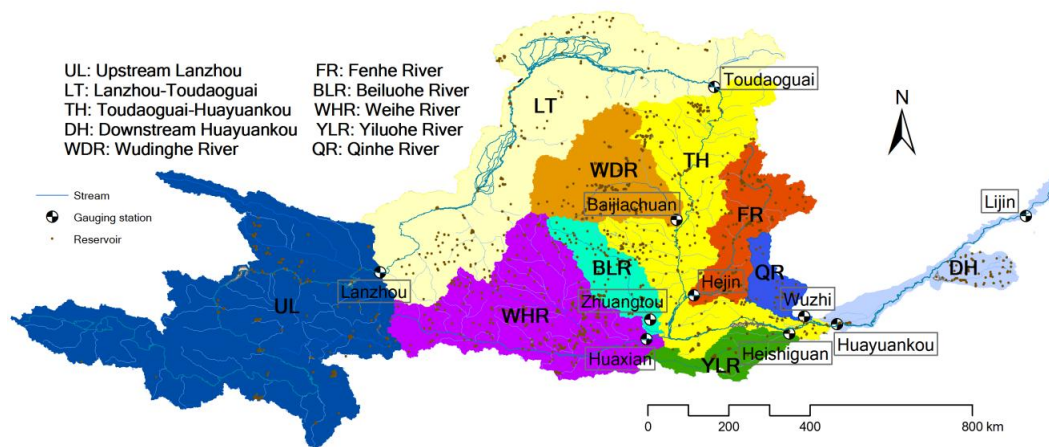 UL: Upstream Lanzhou
LT: Lanzhou-Toudaoguai
TH: Toudaoguai-Huayuankou
DH: Downstream Huayuankou
WDR: Wudinghe River
FR: Fenhe River
BLR: Beiluohe River
WHR: Weihe River
YLR: Yiluohe River
QR: Qinhe River
Stream
Gauging station
Reservoir
Toudaoguai
N
LT
TH
WDR
Baijiachuan
FR
Lijin
BLR
QR
DH
Lanzhou
Hejin
UL
Zhuangtou
Wuzhi
WHR
Huaxian
Heishiguan
Huayuankou
YLR
0 200 400 800 km